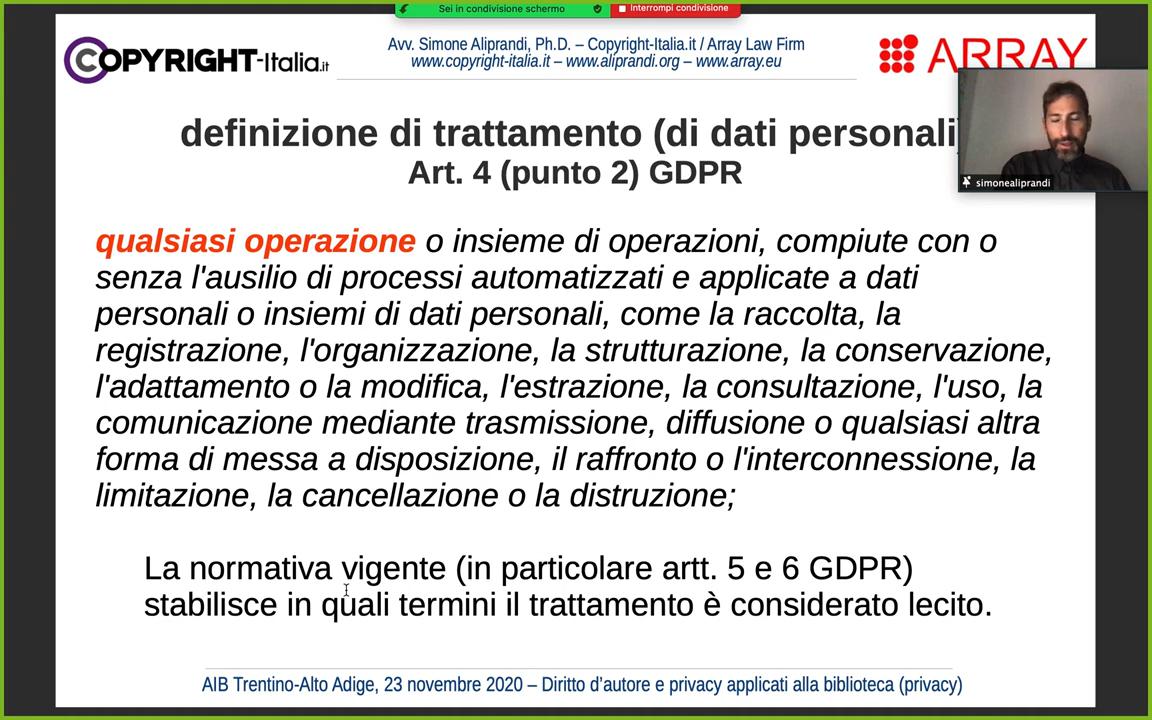 Sei in condivisione schermo
Interrompi condivisione
COPYRIGHT-Italia.it
Avv. Simone Aliprandi, Ph.D. – Copyright-Italia.it / Array Law Firm
www.copyright-italia.it – www.aliprandi.org – www.array.eu
ARRAY
definizione di trattamento (di dati personali)
Art. 4 (punto 2) GDPR
simonealiprandi
qualsiasi operazione o insieme di operazioni, compiute con o
senza l'ausilio di processi automatizzati e applicate a dati
personali o insiemi di dati personali, come la raccolta, la
registrazione, l'organizzazione, la strutturazione, la conservazione,
l'adattamento o la modifica, l'estrazione, la consultazione, l'uso, la
comunicazione mediante trasmissione, diffusione o qualsiasi altra
forma di messa a disposizione, il raffronto o l'interconnessione, la
limitazione, la cancellazione o la distruzione;
La normativa vigente (in particolare artt. 5 e 6 GDPR)
stabilisce in quali termini il trattamento è considerato lecito.
AIB Trentino-Alto Adige, 23 novembre 2020 – Diritto d’autore e privacy applicati alla biblioteca (privacy)